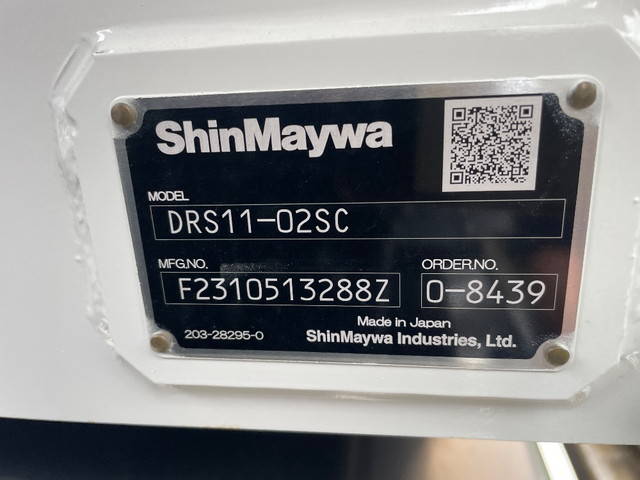 ShinMaywa
MODEL
DRS11-02SC
MFG.NO. ORDER.NO.
F2310513288Z 0-8439
Made in Japan
203-28295-0 ShinMaywa Industries, Ltd.